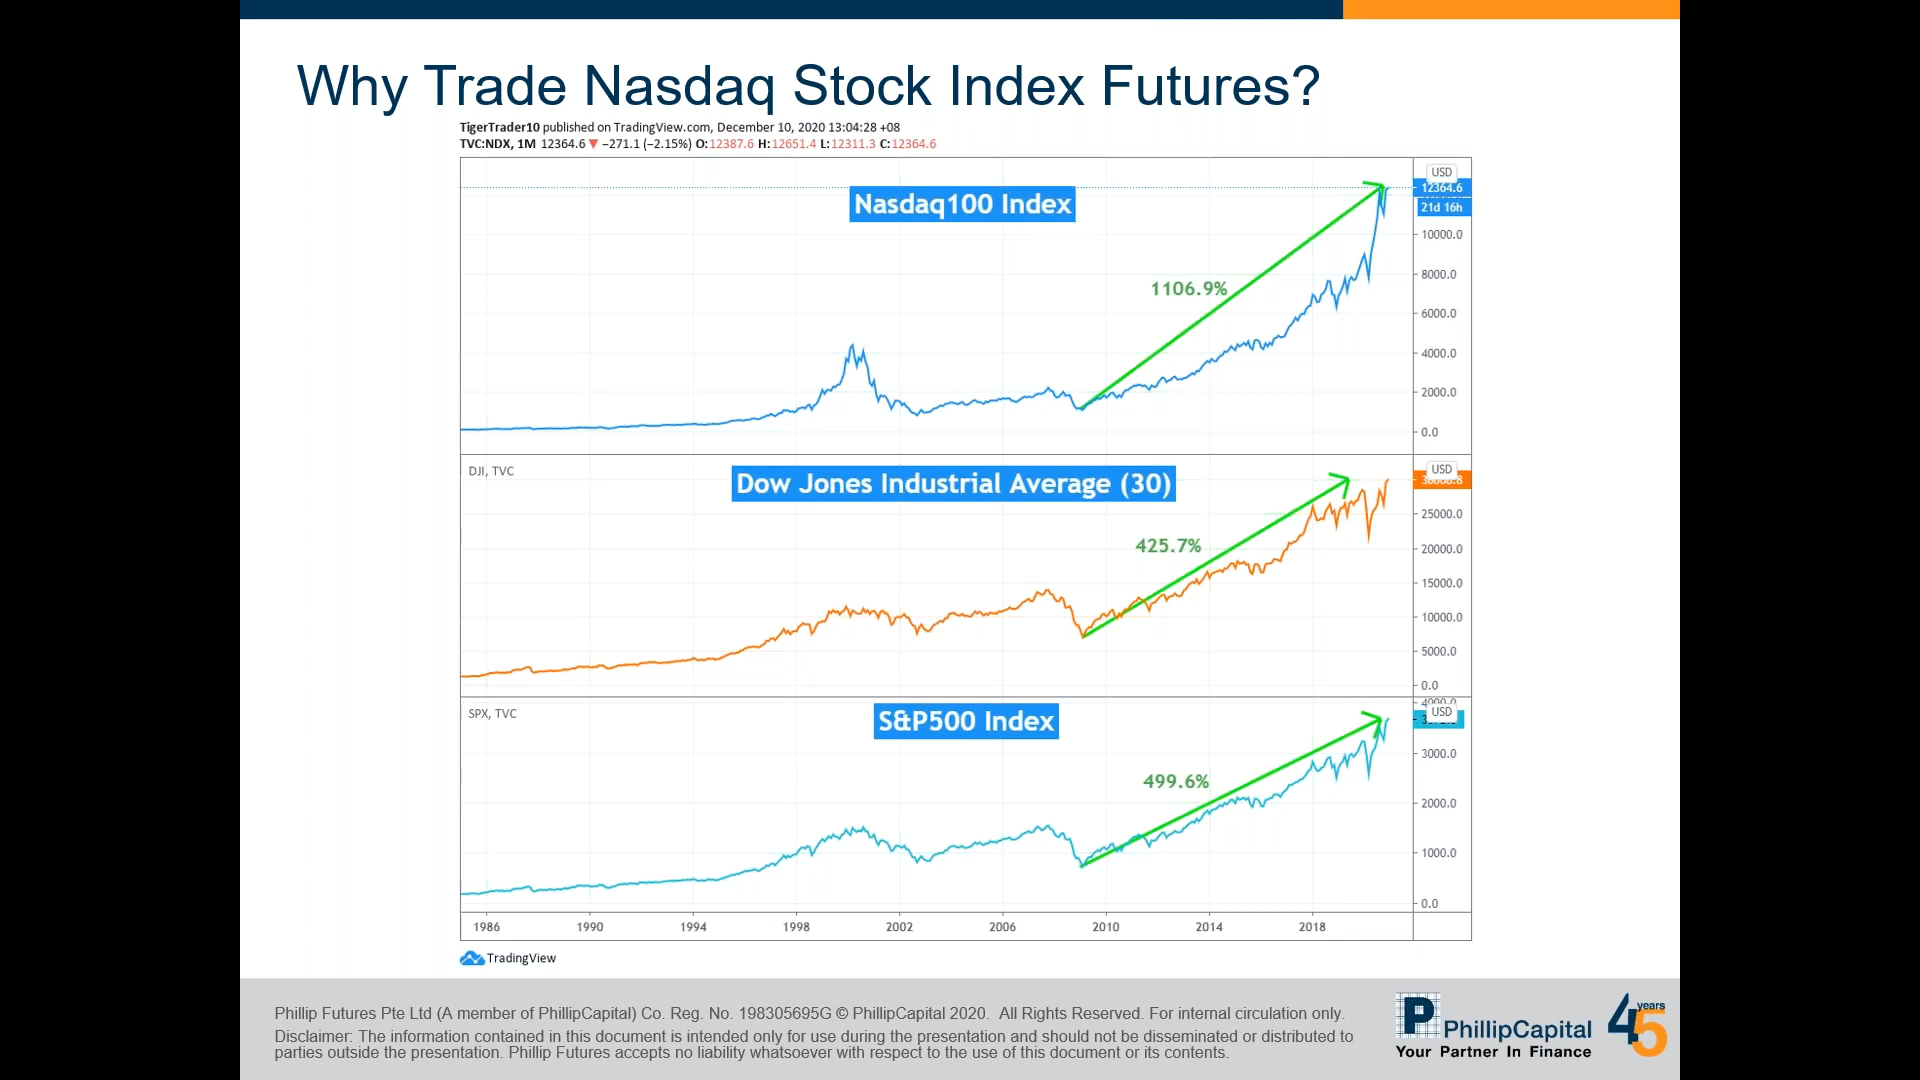 Why Trade Nasdaq Stock Index Futures?
TigerTrader10 published on TradingView.com, December 10, 2020 13:04:28 +08
TVC:NDX, 1M 12364.6 ▼ −271.1 (−2.15%) O:12387.6 H:12651.4 L:12311.3 C:12364.6
USD
Nasdaq100 Index
12364.6
21d 16h
10000.0
8000.0
1106.9%
6000.0
4000.0
2000.0
0.0
DJI, TVC
USD
Dow Jones Industrial Average (30)
25000.0
425.7%
20000.0
15000.0
10000.0
5000.0
0.0
4000.0
SPX, TVC
USD
S&P500 Index
3000.0
499.6%
2000.0
1000.0
0.0
1986 1990 1994 1998 2002 2006 2010 2014 2018
TradingView
Phillip Futures Pte Ltd (A member of PhillipCapital) Co. Reg. No. 198305695G © PhillipCapital 2020. All Rights Reserved. For internal circulation only.
Disclaimer: The information contained in this document is intended only for use during the presentation and should not be disseminated or distributed to
parties outside the presentation. Phillip Futures accepts no liability whatsoever with respect to the use of this document or its contents.
P PhillipCapital
Your Partner In Finance
45 years